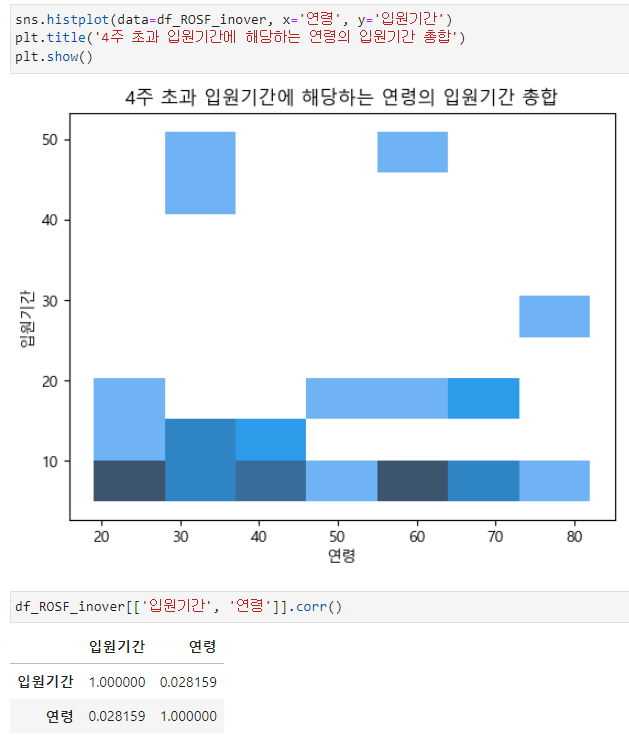 sns.histplot(data=df_ROSF_inover, x='연령', y='입원기간')
plt.title('4주 초과 입원기간에 해당하는 연령의 입원기간 총합')
plt.show()
4주 초과 입원기간에 해당하는 연령의 입원기간 총합
50
40
30
20
10
입원기간
20 30 40 50 60 70 80
연령
df_ROSF_inover[['입원기간', '연령']].corr()
입원기간 연령
입원기간 1.000000 0.028159
연령 0.028159 1.000000